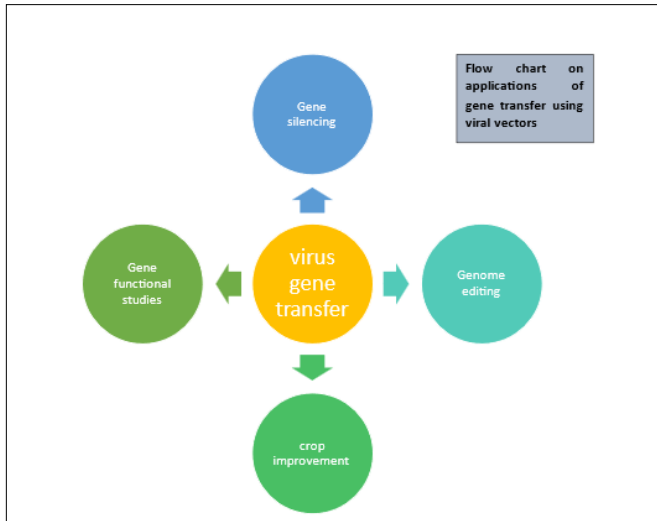 Gene
silencing
Flow chart on
applications of
gene transfer using
viral vectors
Gene
functional
studies
virus
gene
transfer
Genome
editing
crop
improvement